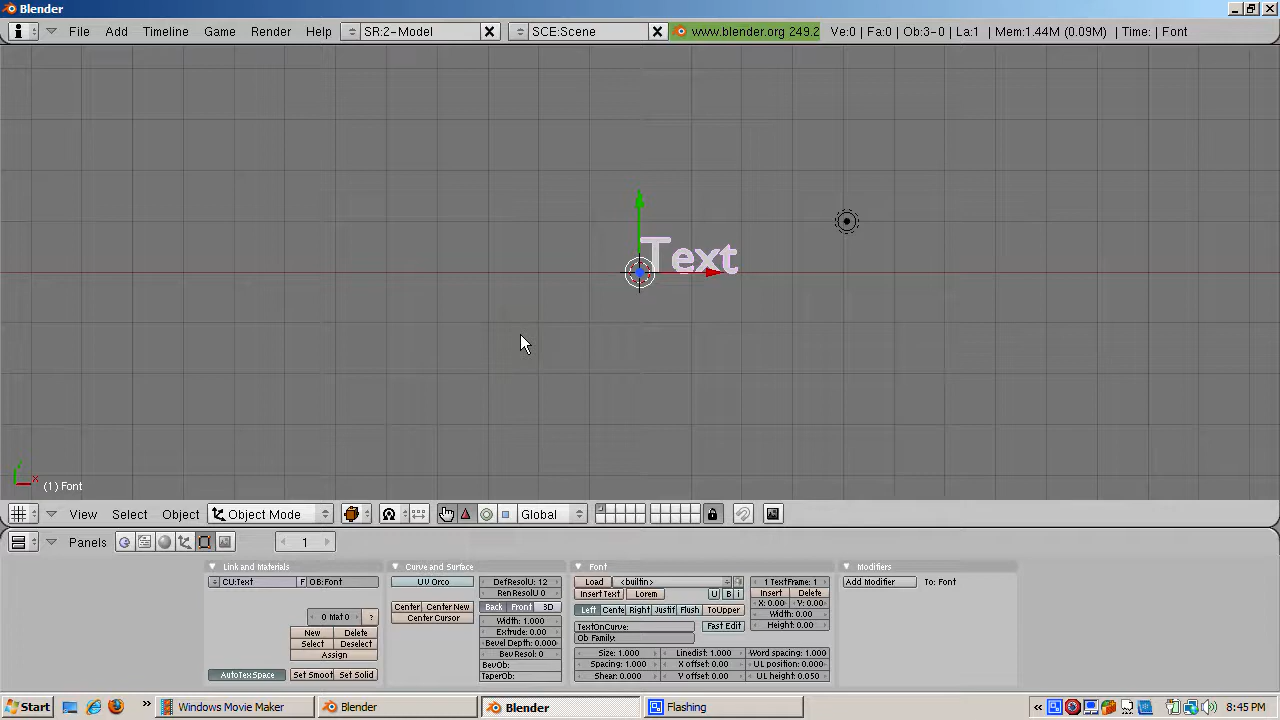 Blender
File Add Timeline Game Render Help SR:2-Model SCE:Scene www.blender.org 249.2 Ve:0 | Fa:0 | Ob:3-0 | La:1 | Mem:1.44M (0.09M) | Time: | Font
Text
y
x
(1) Font
View Select Object Object Mode Global
Panels 1
Link and Materials Curve and Surface Font Modifiers
CU:Text F OB:Font UV Orco DefResolU: 12 Load <builtin> 1 TextFrame: 1 Add Modifier To: Font
RenResolU 0 Insert Text Lorem U B i Insert Delete
Center Center New Back Front 3D Left Cente Right Justif Flush ToUpper X: 0.00 Y: 0.00
0 Mat 0 ? Center Cursor Width: 1.000 TextOnCurve: Fast Edit Width: 0.00
New Delete Extrude: 0.00 Ob Family: Height: 0.00
Select Deselect Bevel Depth: 0.000 Size: 1.000 Linedist: 1.000 Word spacing: 1.000
Assign BevResol: 0 Spacing: 1.000 X offset: 0.00 UL position: 0.000
AutoTexSpace Set Smoot Set Solid BevOb: Shear: 0.000 Y offset: 0.00 UL height: 0.050
TaperOb:
Start Windows Movie Maker Blender Blender Flashing 8:45 PM